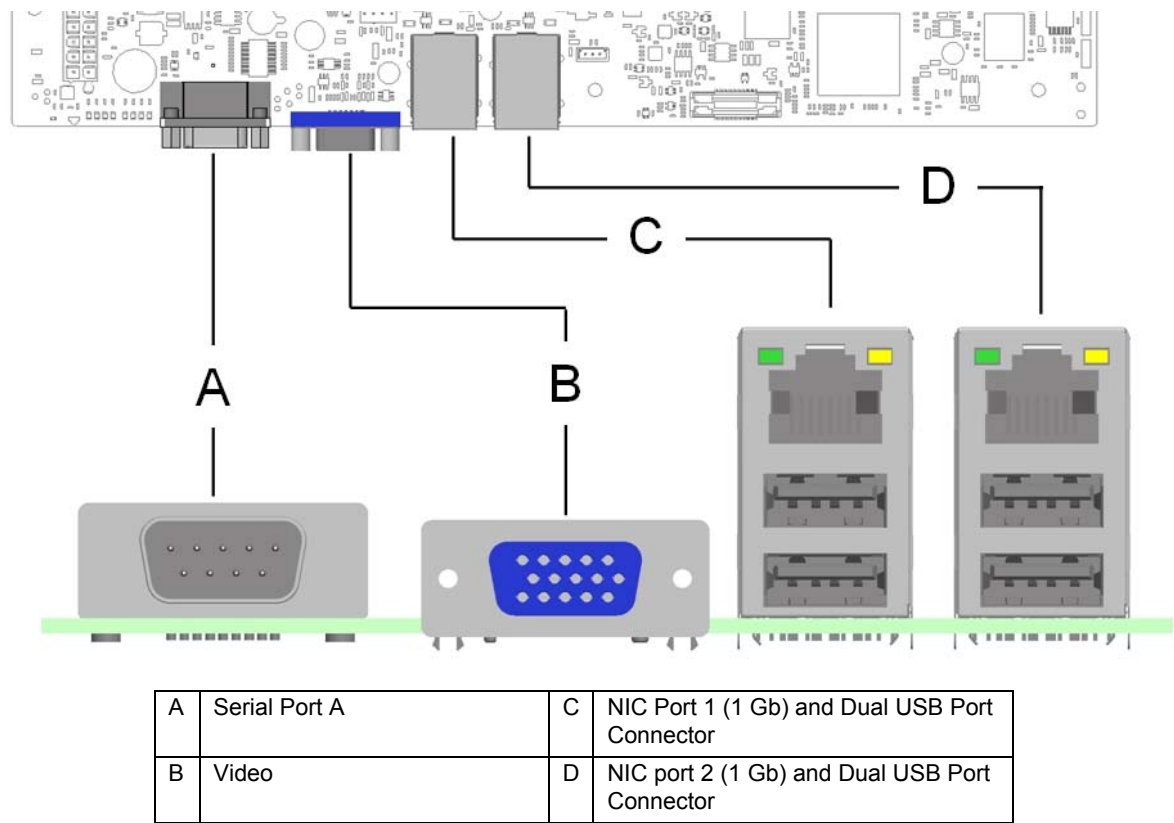 D
C
A
B
A Serial Port A C NIC Port 1 (1 Gb) and Dual USB Port
Connector
B Video D NIC port 2 (1 Gb) and Dual USB Port
Connector